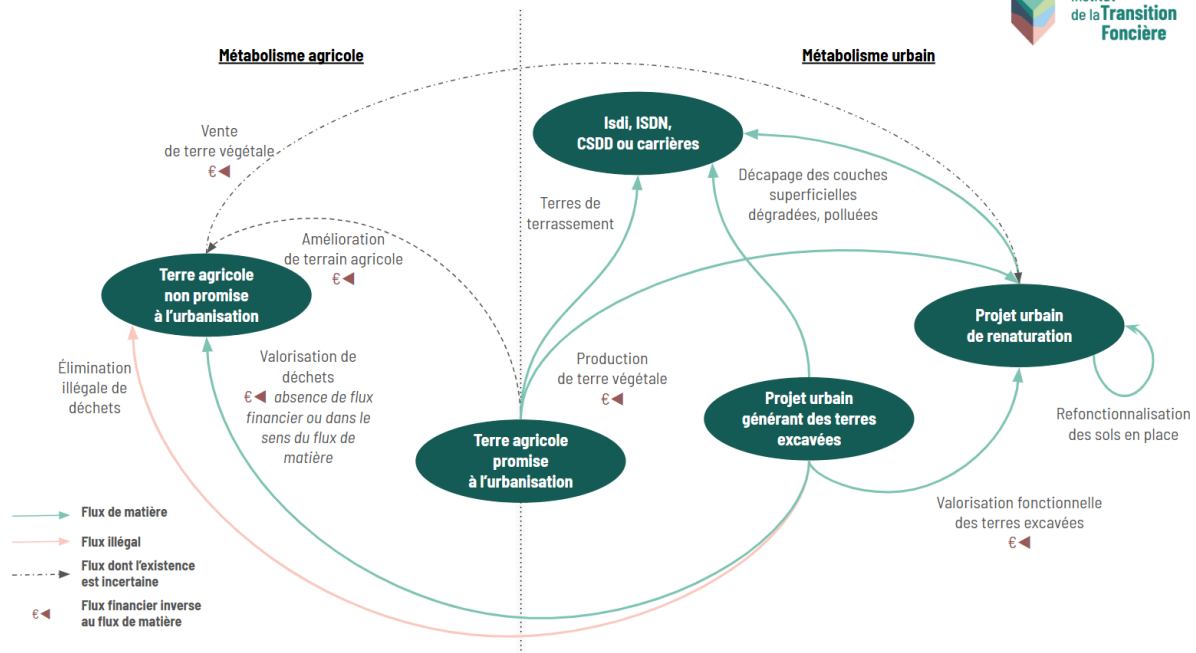 de la Transition
Foncière
Métabolisme agricole
Métabolisme urbain
Vente
de terre végétale
€
Isdi, ISDN,
CSDD ou carrières
Terres de
terrassement
Décapage des couches
superficielles
dégradées, polluées
Amélioration
de terrain agricole
€
Terre agricole
non promise
à l'urbanisation
Projet urbain
de renaturation
Élimination
illégale de
déchets
Valorisation de
déchets
€ absence de flux
financier ou dans le
sens du flux de
matière
Production
de terre végétale
€
Projet urbain
générant des terres
excavées
Refonctionnalisation
des sols en place
Terre agricole
promise
à l'urbanisation
Valorisation fonctionnelle
des terres excavées
€
Flux de matière
Flux illégal
Flux dont l'existence
est incertaine
€
Flux financier inverse
au flux de matière